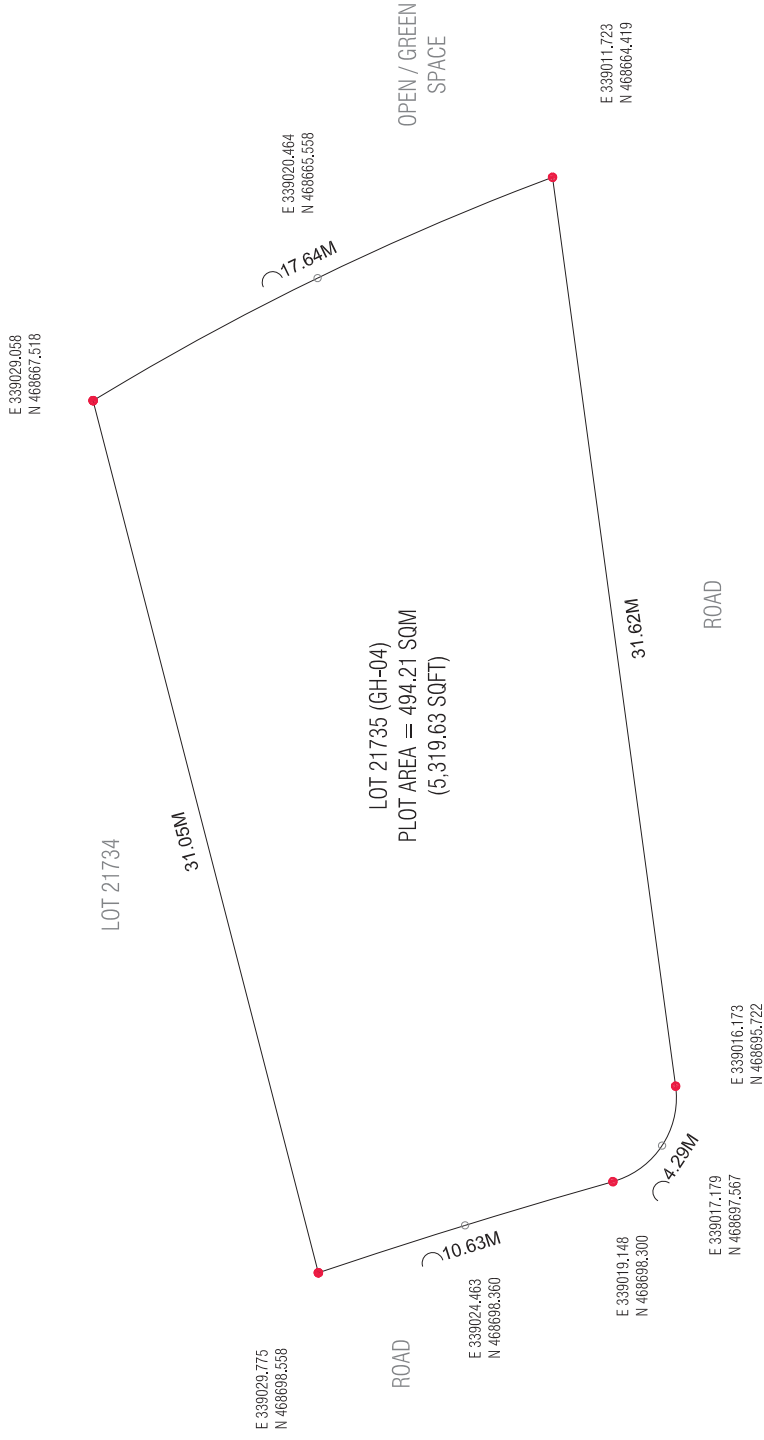 E 339029.058
N 468667.518
E 339020.464
N 468665.558
OPEN / GREEN
SPACE
E 339011.723
N 468664.419
17.64M
LOT 21734
31.05M
LOT 21735 (GH-04)
PLOT AREA = 494.21 SQM
(5,319.63 SQFT)
31.62M
ROAD
E 339029.775
N 468698.558
ROAD
10.63M
E 339024.463
N 468698.360
E 339019.148
N 468698.300
4.29M
E 339017.179
N 468697.567
E 339016.173
N 468695.722